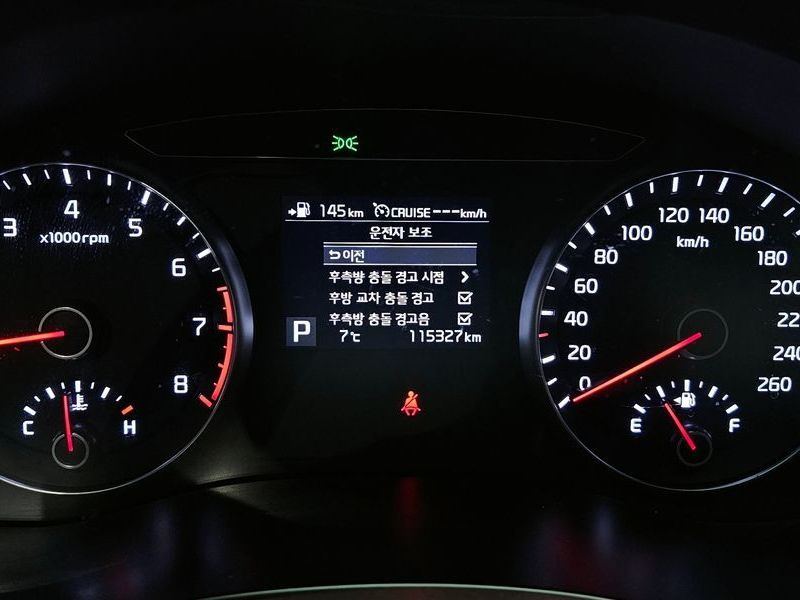 145km CRUISE---km/h
운전자 보조
이전
후측방 충돌 경고 시점
후방 교차 충돌 경고
후측방 충돌 경고음
P 7℃ 115327km
3 4 5 6 7 8
x1000rpm
C H
0 20 40 60 80 100 120 140 160 180 200 22 240 260
km/h
E F